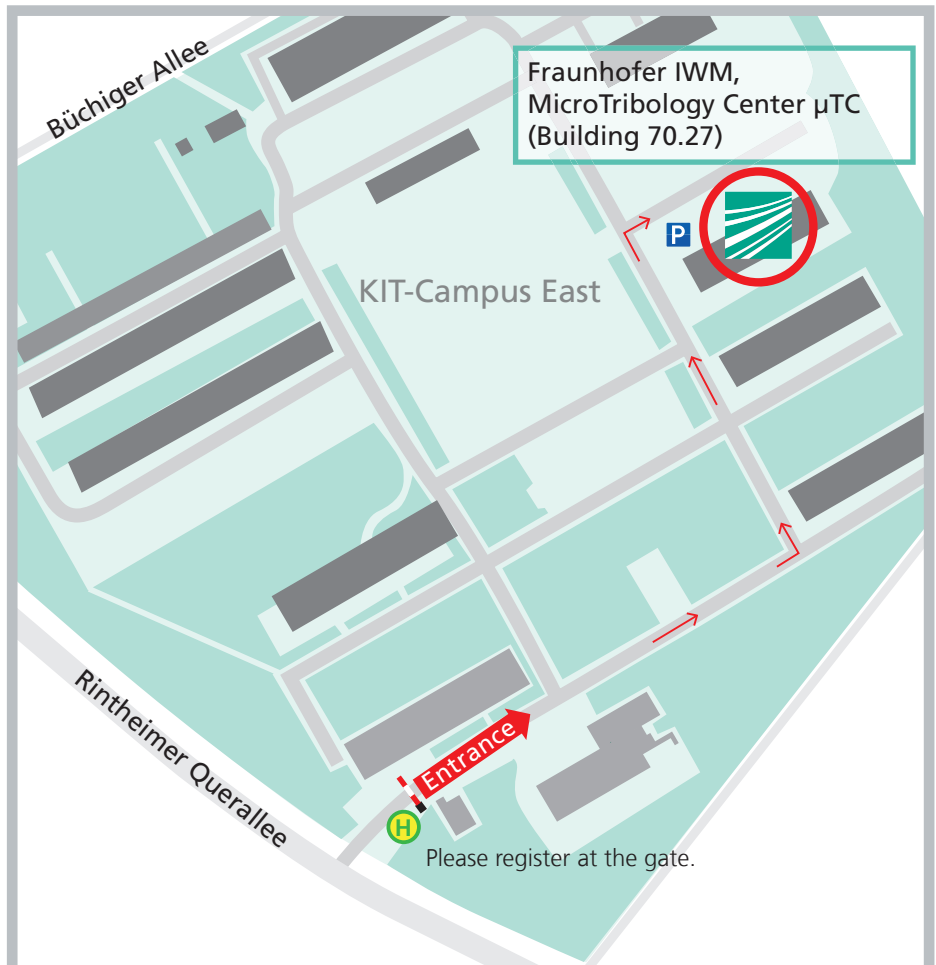 Büchiger Allee
Fraunhofer IWM,
MicroTribology Center µTC
(Building 70.27)
P
KIT-Campus East
Rintheimer Querallee
Entrance
H
Please register at the gate.